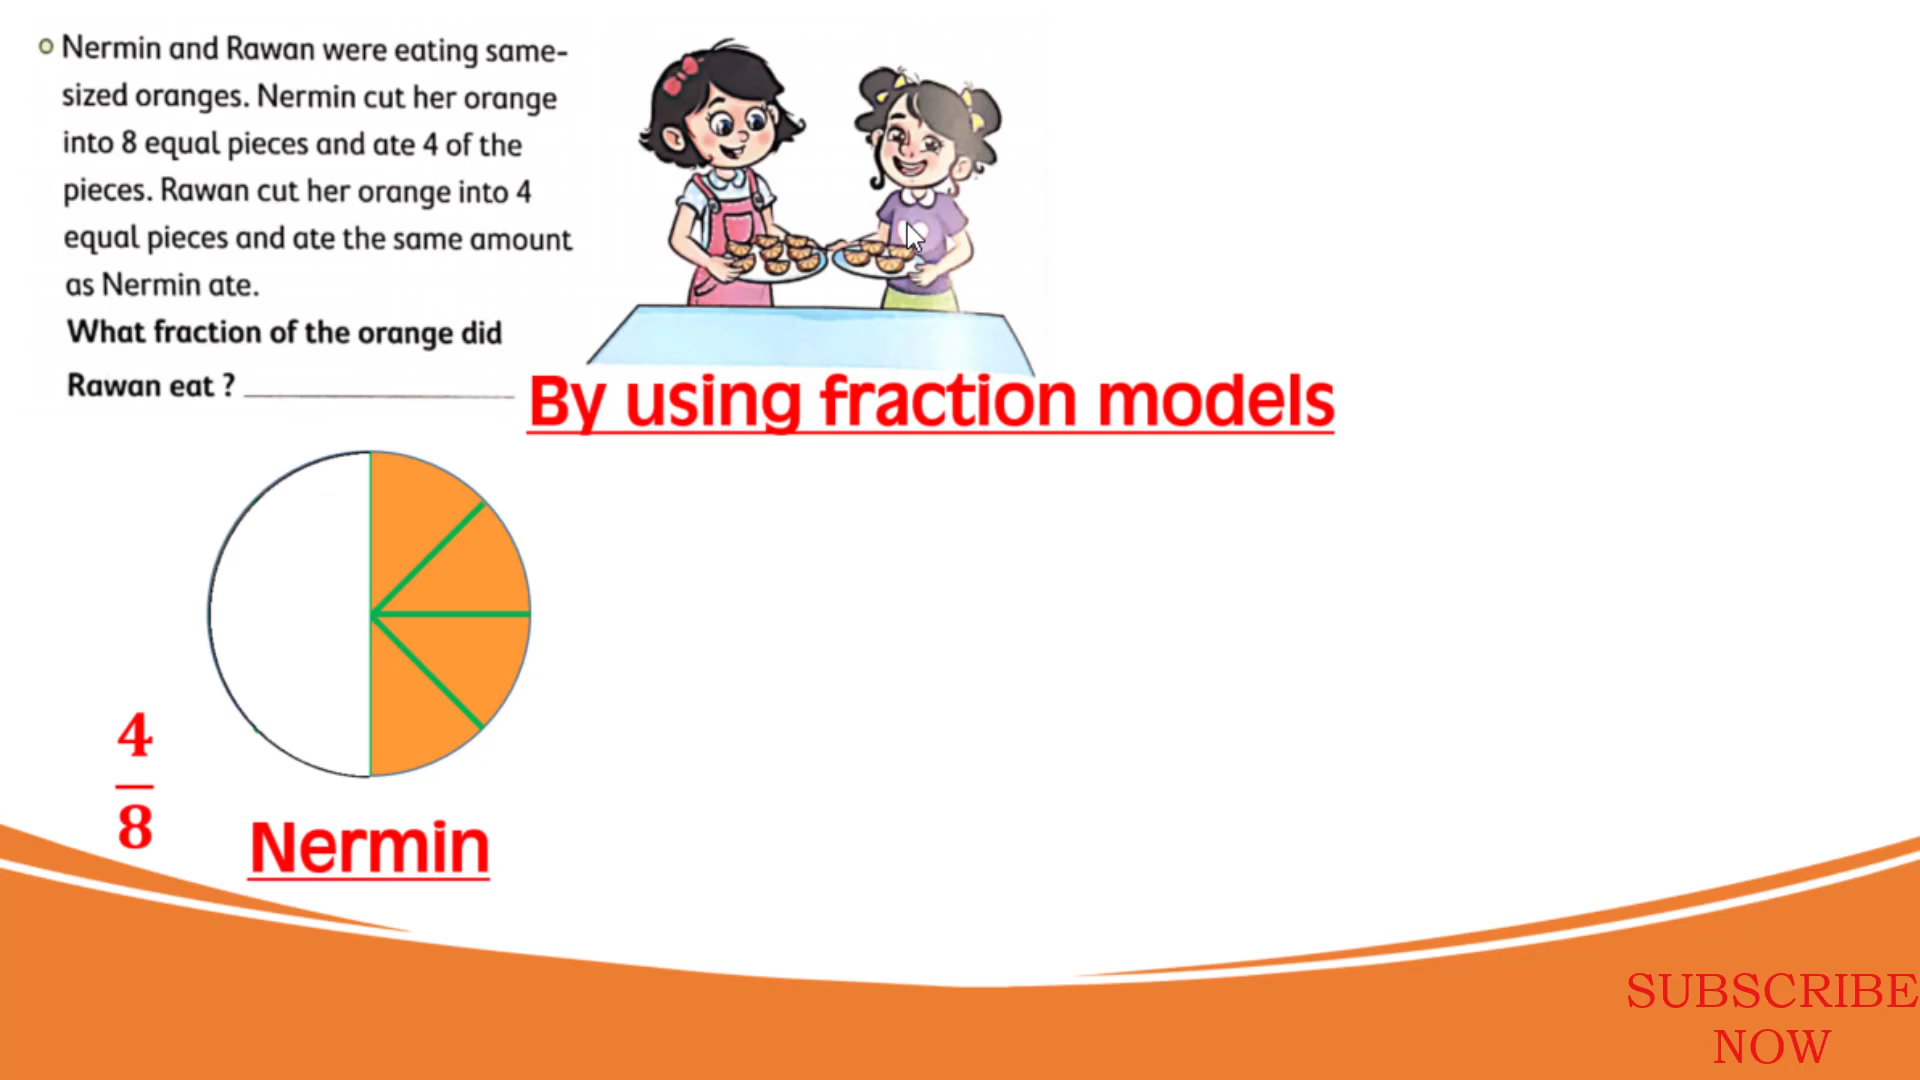 Nermin and Rawan were eating same-
sized oranges. Nermin cut her orange
into 8 equal pieces and ate 4 of the
pieces. Rawan cut her orange into 4
equal pieces and ate the same amount
as Nermin ate.
What fraction of the orange did
Rawan eat ?
By using fraction models
4
8
Nermin
SUBSCRIBE
NOW